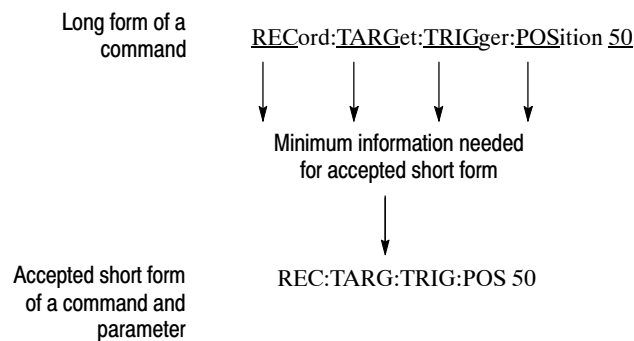 Long form of a
command
RECord:TARGet:TRIGger:POSition 50
Minimum information needed
for accepted short form
Accepted short form
of a command and
parameter
REC:TARG:TRIG:POS 50